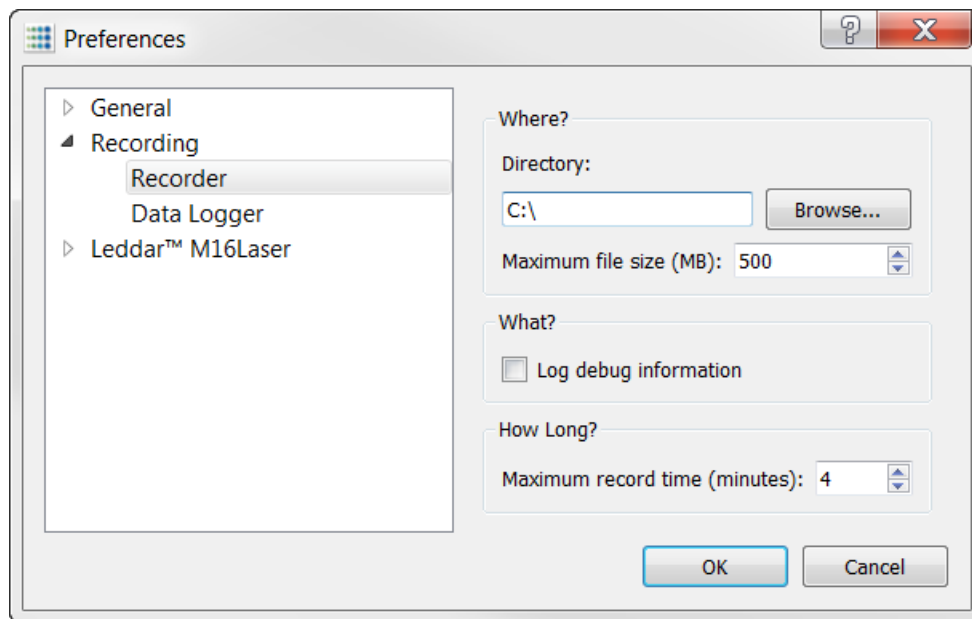 Preferences
General
Recording
Recorder
Data Logger
Leddar™ M16Laser
Where?
Directory:
C:\
Browse...
Maximum file size (MB): 500
What?
Log debug information
How Long?
Maximum record time (minutes): 4
OK
Cancel